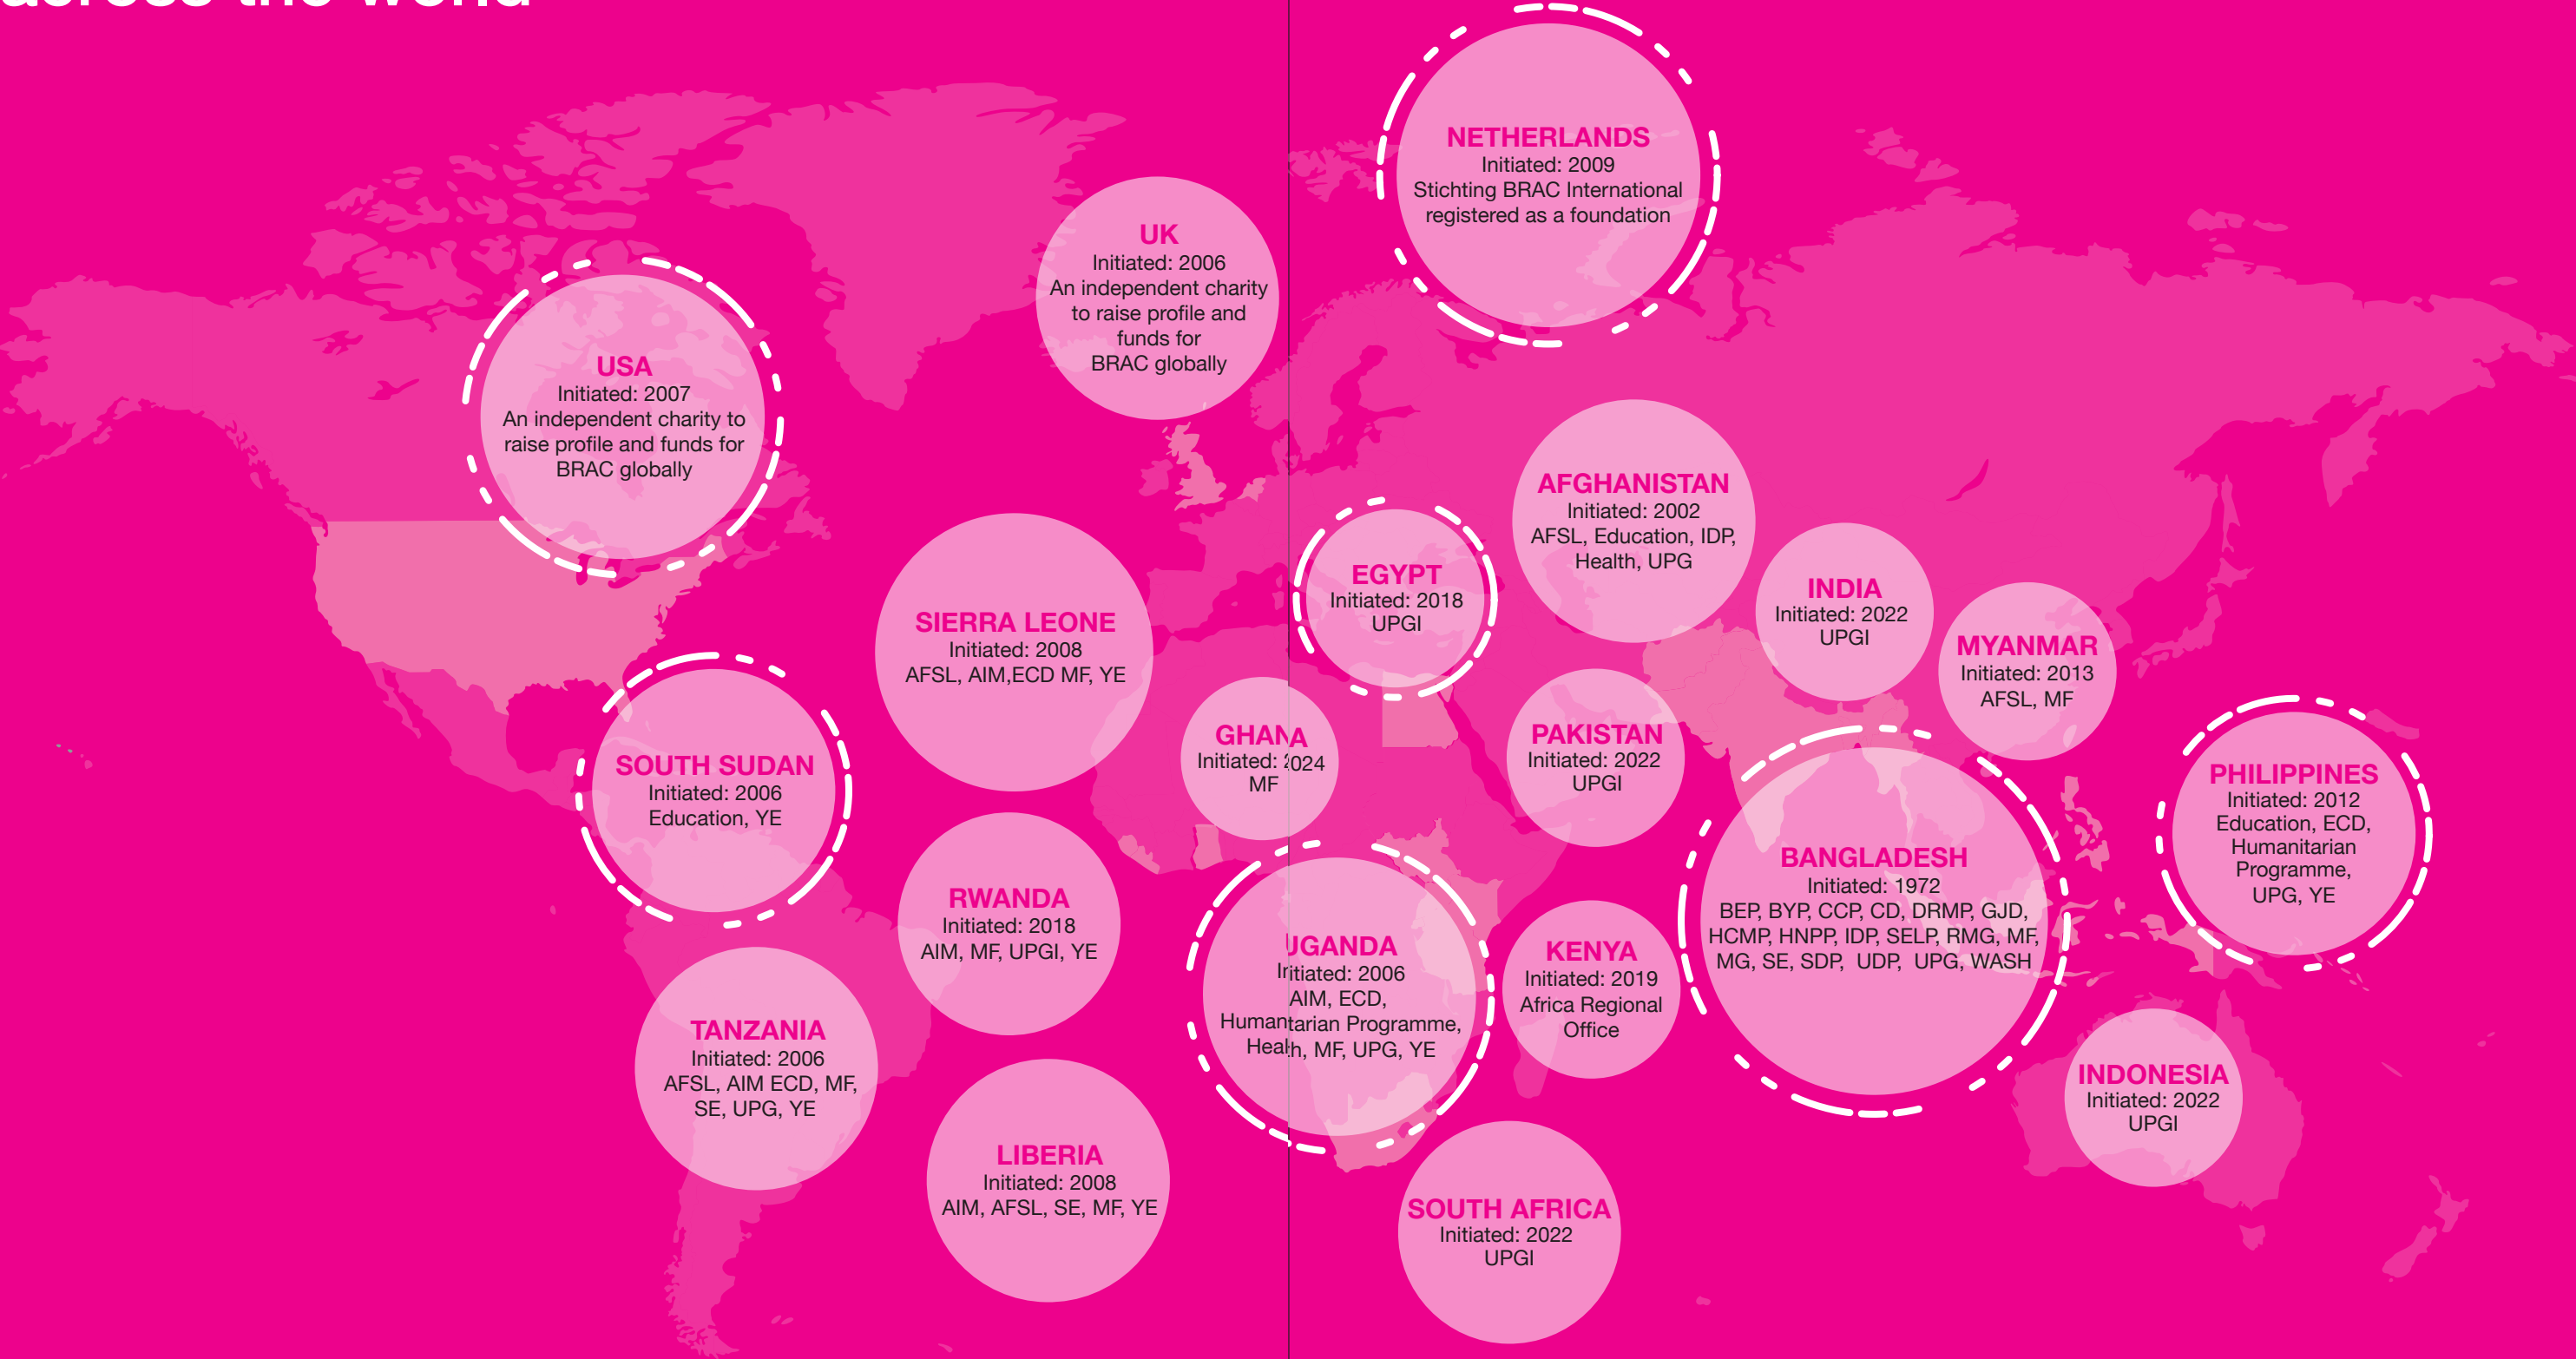 across the world
NETHERLANDS
Initiated: 2009
Stichting BRAC International
registered as a foundation
UK
Initiated: 2006
An independent charity
to raise profile and
funds for
BRAC globally
USA
Initiated: 2007
An independent charity to
raise profile and funds for
BRAC globally
AFGHANISTAN
Initiated: 2002
AFSL, Education, IDP,
Health, UPG
EGYPT
Initiated: 2018
UPGI
INDIA
Initiated: 2022
UPGI
MYANMAR
Initiated: 2013
AFSL, MF
SIERRA LEONE
Initiated: 2008
AFSL, AIM,ECD MF, YE
GHANA
Initiated: 2024
MF
PAKISTAN
Initiated: 2022
UPGI
SOUTH SUDAN
Initiated: 2006
Education, YE
PHILIPPINES
Initiated: 2012
Education, ECD,
Humanitarian
Programme,
UPG, YE
BANGLADESH
Initiated: 1972
BEP, BYP, CCP, CD, DRMP, GJD,
HCMP, HNPP, IDP, SELP, RMG, MF,
MG, SE, SDP, UDP, UPG, WASH
RWANDA
Initiated: 2018
AIM, MF, UPGI, YE
UGANDA
Initiated: 2006
AIM, ECD,
Humantarian Programme,
Health, MF, UPG, YE
KENYA
Initiated: 2019
Africa Regional
Office
TANZANIA
Initiated: 2006
AFSL, AIM ECD, MF,
SE, UPG, YE
INDONESIA
Initiated: 2022
UPGI
LIBERIA
Initiated: 2008
AIM, AFSL, SE, MF, YE
SOUTH AFRICA
Initiated: 2022
UPGI